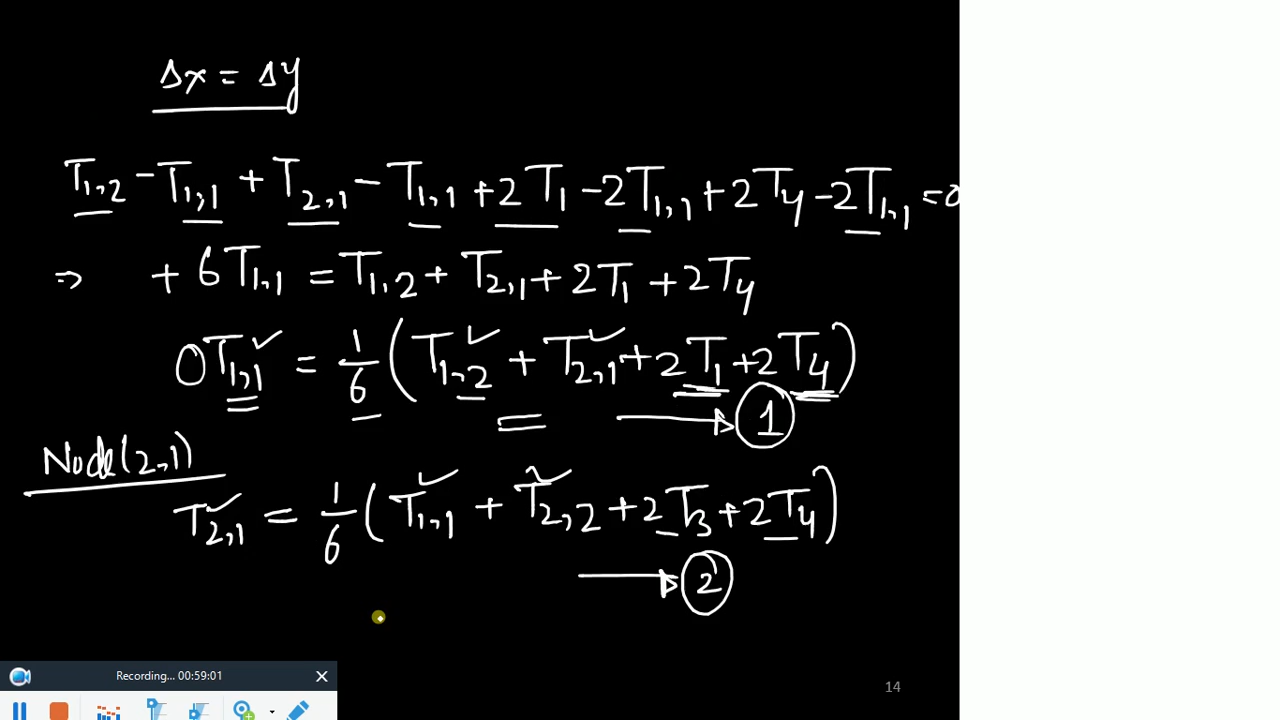 Δx = Δy
T1,2 - T1,1 + T2,1 - T1,1 + 2T1 - 2T1,1 + 2T4 - 2T1,1 = 0
⇒ + 6T1,1 = T1,2 + T2,1 + 2T1 + 2T4
0T1,1 = 1/6 (T1,2 + T2,1 + 2T1 + 2T4)
→ 1
Node(2,1)
T2,1 = 1/6 (T1,1 + T2,2 + 2T3 + 2T4)
→ 2
Recording... 00:59:01
14